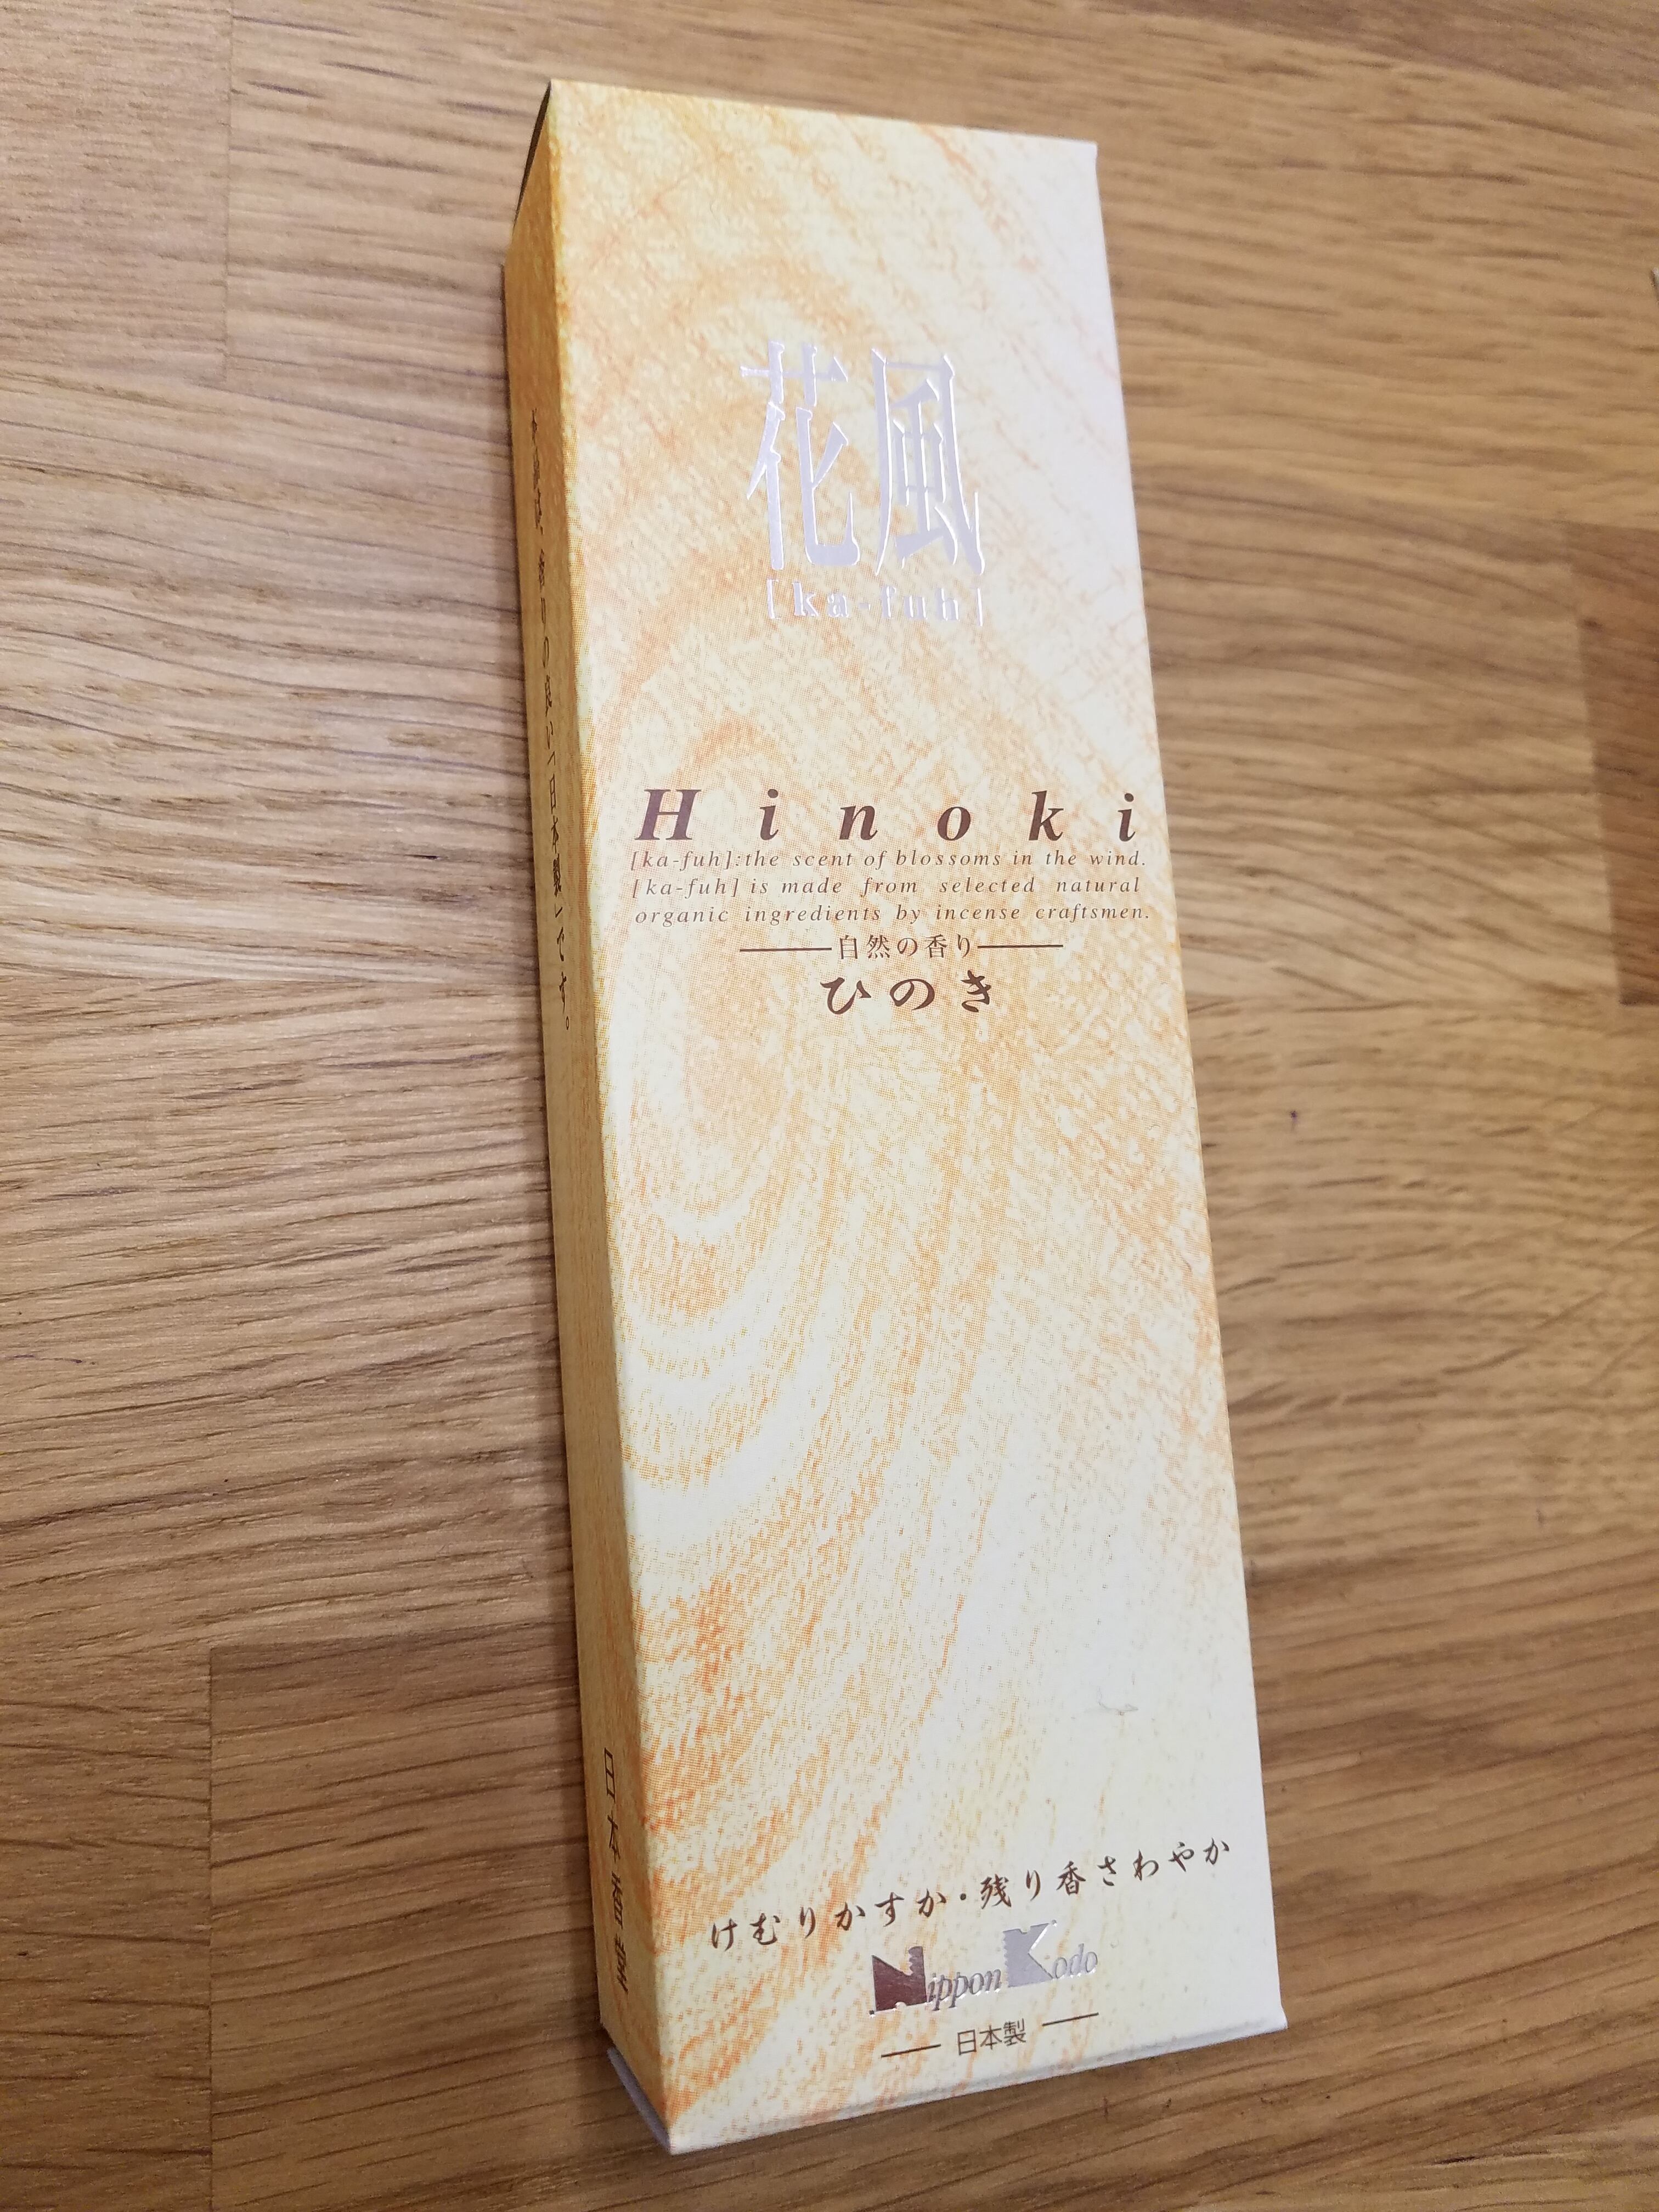 花風
[ka-fuh]
Hinoki
[ka-fuh]:the scent of blossoms in the wind.
[ka-fuh] is made from selected natural
organic ingredients by incense craftsmen.
自然の香り
ひのき
けむりかすか・残り香さわやか
Nippon Kodo
日本製
日本香堂